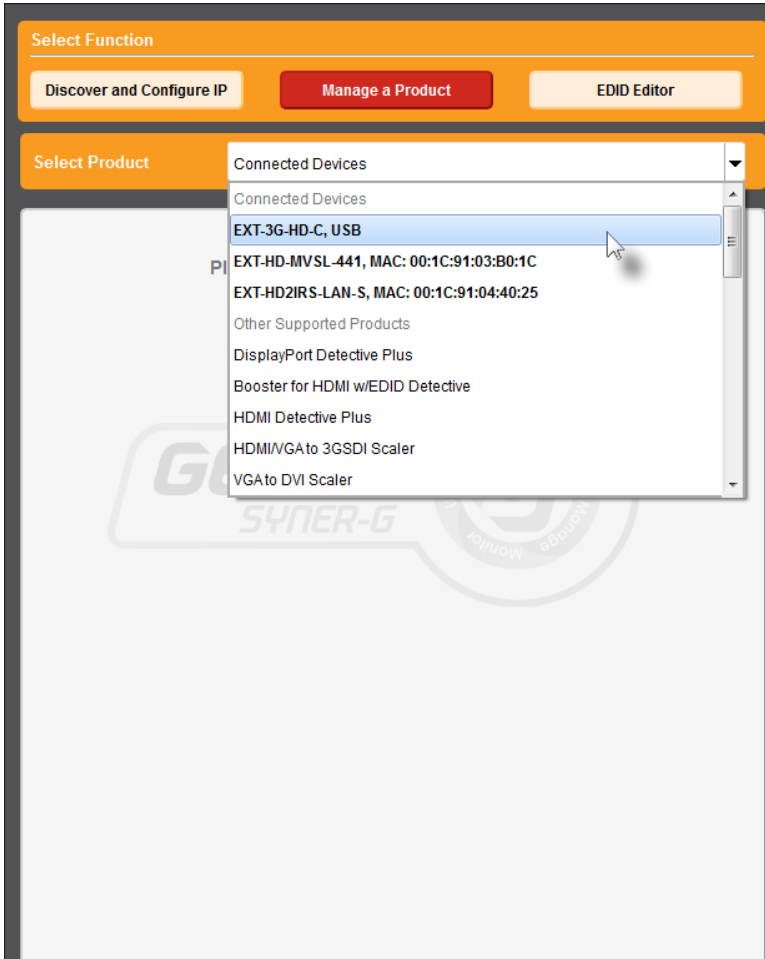 Select Function
Discover and Configure IP Manage a Product EDID Editor
Select Product Connected Devices
Connected Devices
EXT-3G-HD-C, USB
EXT-HD-MVSL-441, MAC: 00:1C:91:03:B0:1C
EXT-HD2IRS-LAN-S, MAC: 00:1C:91:04:40:25
Other Supported Products
DisplayPort Detective Plus
Booster for HDMI w/EDID Detective
HDMI Detective Plus
HDMI/VGA to 3GSDI Scaler
VGA to DVI Scaler
SYNER-G
Monitor Manage